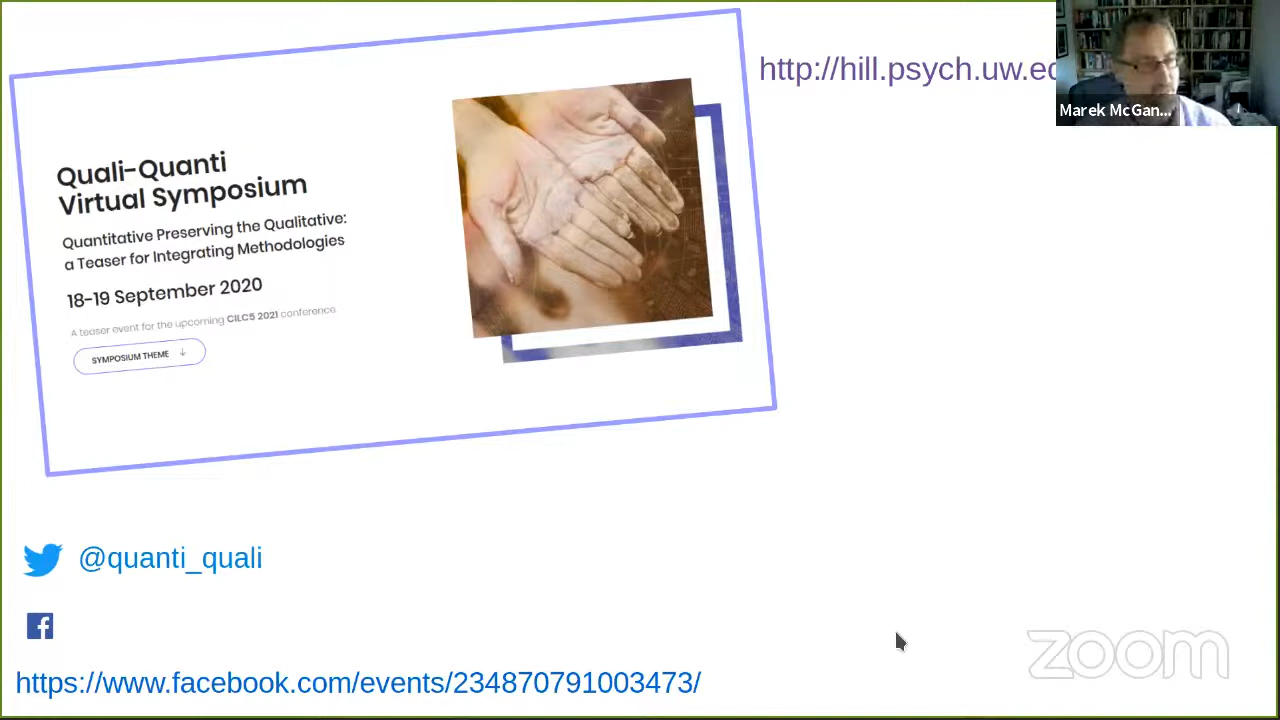 Quali-Quanti
Virtual Symposium
Quantitative Preserving the Qualitative:
a Teaser for Integrating Methodologies
18-19 September 2020
A teaser event for the upcoming CILC5 2021 conference.
SYMPOSIUM THEME ↓
http://hill.psych.uw.ed
Marek McGan...
@quanti_quali
https://www.facebook.com/events/234870791003473/
zoom